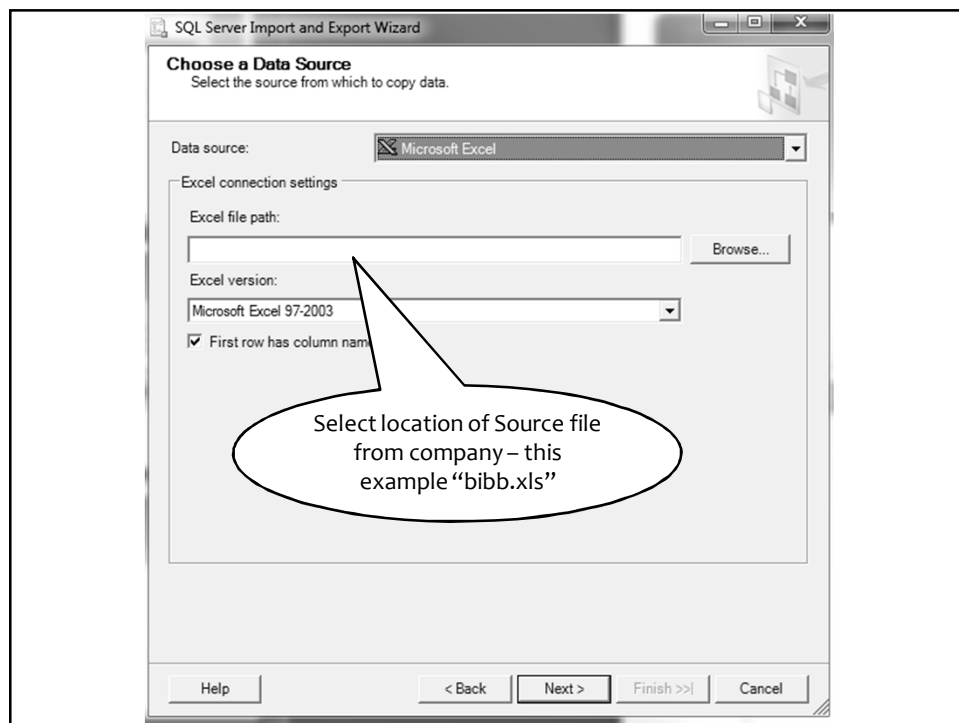 SQL Server Import and Export Wizard
Choose a Data Source
Select the source from which to copy data.
Data source:
Microsoft Excel
Excel connection settings
Excel file path:
Browse...
Excel version:
Microsoft Excel 97-2003
First row has column nam
Select location of Source file
from company – this
example “bibb.xls”
Help
< Back
Next >
Finish >>|
Cancel